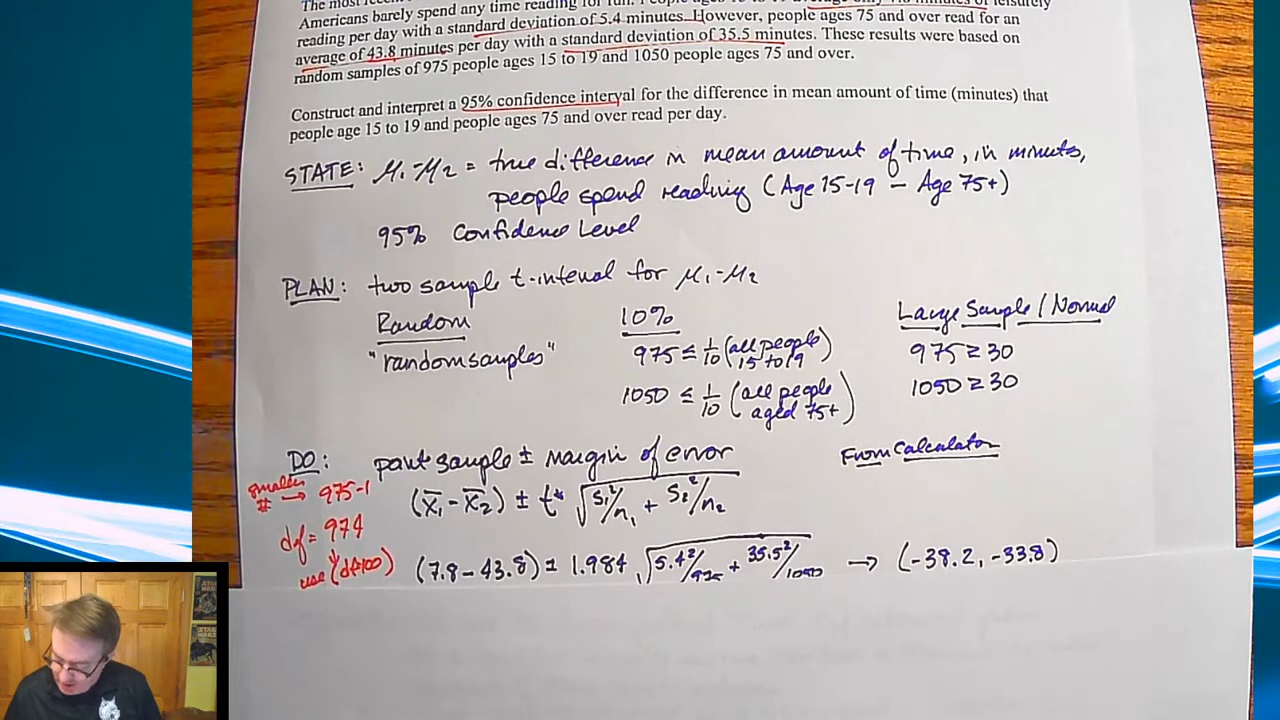 Americans barely spend any time reading for fun. People ages 15 to 19 average only 7.8 minutes of leisurely
reading per day with a standard deviation of 5.4 minutes. However, people ages 75 and over read for an
average of 43.8 minutes per day with a standard deviation of 35.5 minutes. These results were based on
random samples of 975 people ages 15 to 19 and 1050 people ages 75 and over.
Construct and interpret a 95% confidence interval for the difference in mean amount of time (minutes) that
people age 15 to 19 and people ages 75 and over read per day.
STATE: μ₁-μ₂ = true difference in mean amount of time, in minutes,
people spend reading (Age 15-19 - Age 75+)
95% Confidence Level
PLAN: two sample t-interval for μ₁-μ₂
Random 10% Large Sample / Normal
"random samples" 975 ≤ 1/10 (all people 15 to 19) 975 ≥ 30
1050 ≤ 1/10 (all people aged 75+) 1050 ≥ 30
DO: point sample ± margin of error From Calculator
smaller # → 975-1 (x̄₁-x̄₂) ± t* √(s₁²/n₁ + s₂²/n₂)
df = 974
use (df=100) (7.8-43.8) ± 1.984 √(5.4²/975 + 35.5²/1050) → (-38.2, -33.8)
STAR WARS